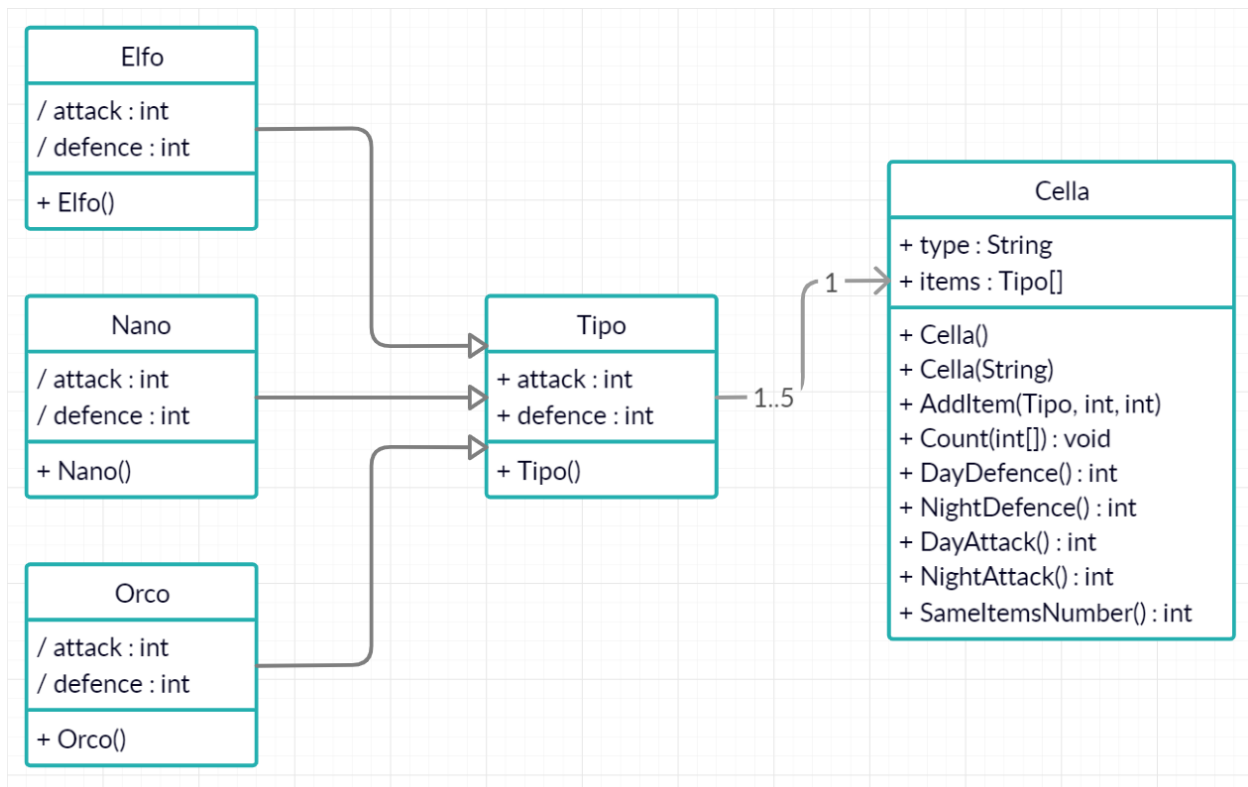 Elfo
/ attack : int
/ defence : int
+ Elfo()
Nano
/ attack : int
/ defence : int
+ Nano()
Orco
/ attack : int
/ defence : int
+ Orco()
Tipo
+ attack : int
+ defence : int
+ Tipo()
1..5
1
Cella
+ type : String
+ items : Tipo[]
+ Cella()
+ Cella(String)
+ AddItem(Tipo, int, int)
+ Count(int[]) : void
+ DayDefence() : int
+ NightDefence() : int
+ DayAttack() : int
+ NightAttack() : int
+ SameItemsNumber() : int